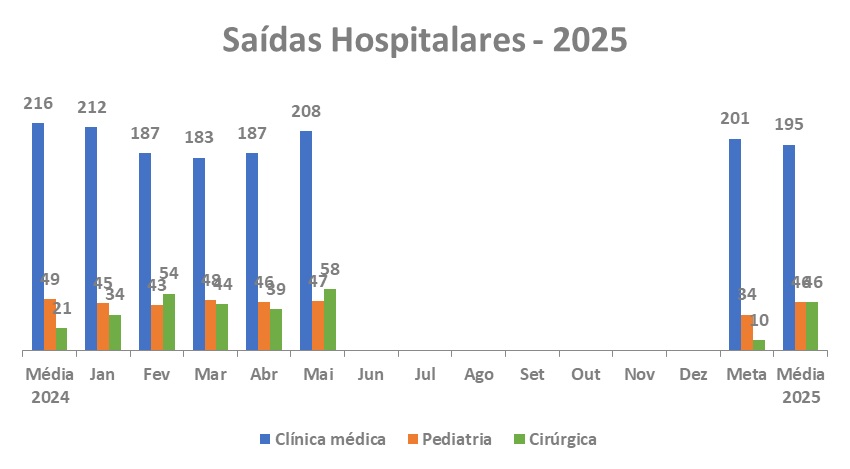 Saídas Hospitalares - 2025
216
49
21
212
45
34
187
43
54
183
48
44
187
46
39
208
47
58
201
34
10
195
46
46
Média 2024
Jan
Fev
Mar
Abr
Mai
Jun
Jul
Ago
Set
Out
Nov
Dez
Meta
Média 2025
Clínica médica
Pediatria
Cirúrgica